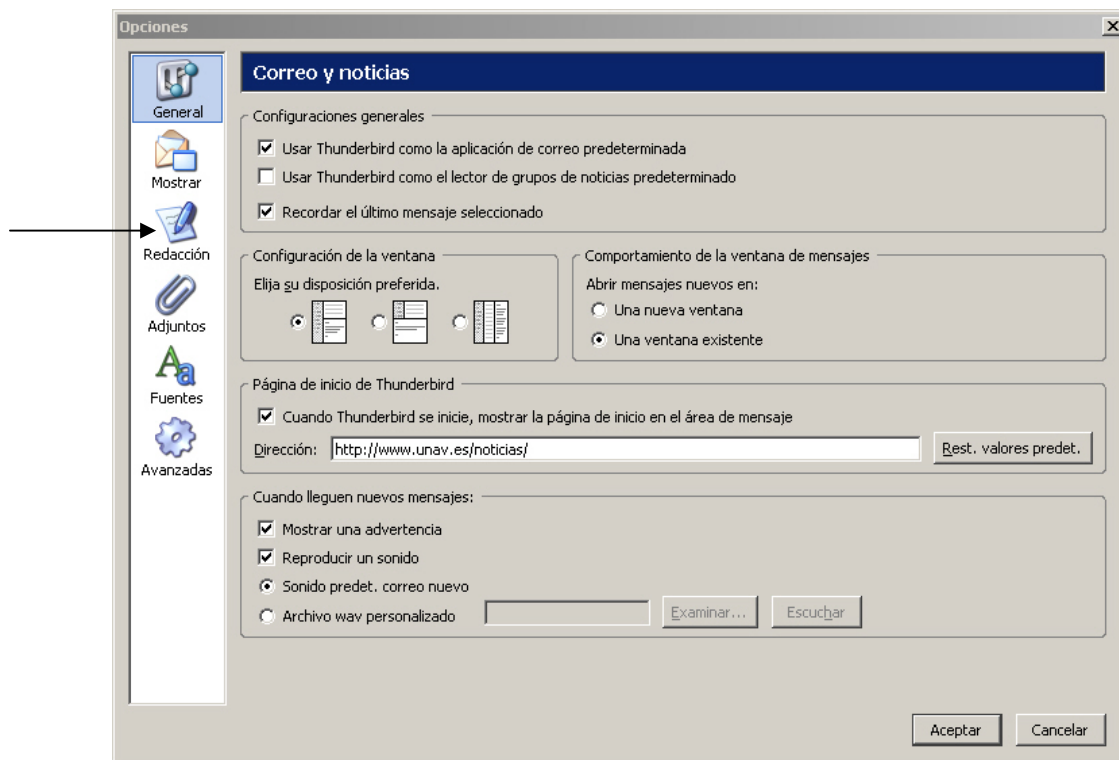 Opciones
General
Mostrar
Redacción
Adjuntos
Fuentes
Avanzadas
Correo y noticias
Configuraciones generales
Usar Thunderbird como la aplicación de correo predeterminada
Usar Thunderbird como el lector de grupos de noticias predeterminado
Recordar el último mensaje seleccionado
Configuración de la ventana
Elija su disposición preferida.
Comportamiento de la ventana de mensajes
Abrir mensajes nuevos en:
Una nueva ventana
Una ventana existente
Página de inicio de Thunderbird
Cuando Thunderbird se inicie, mostrar la página de inicio en el área de mensaje
Dirección: http://www.unav.es/noticias/ Rest. valores predet.
Cuando lleguen nuevos mensajes:
Mostrar una advertencia
Reproducir un sonido
Sonido predet. correo nuevo
Archivo wav personalizado Examinar... Escuchar
Aceptar Cancelar